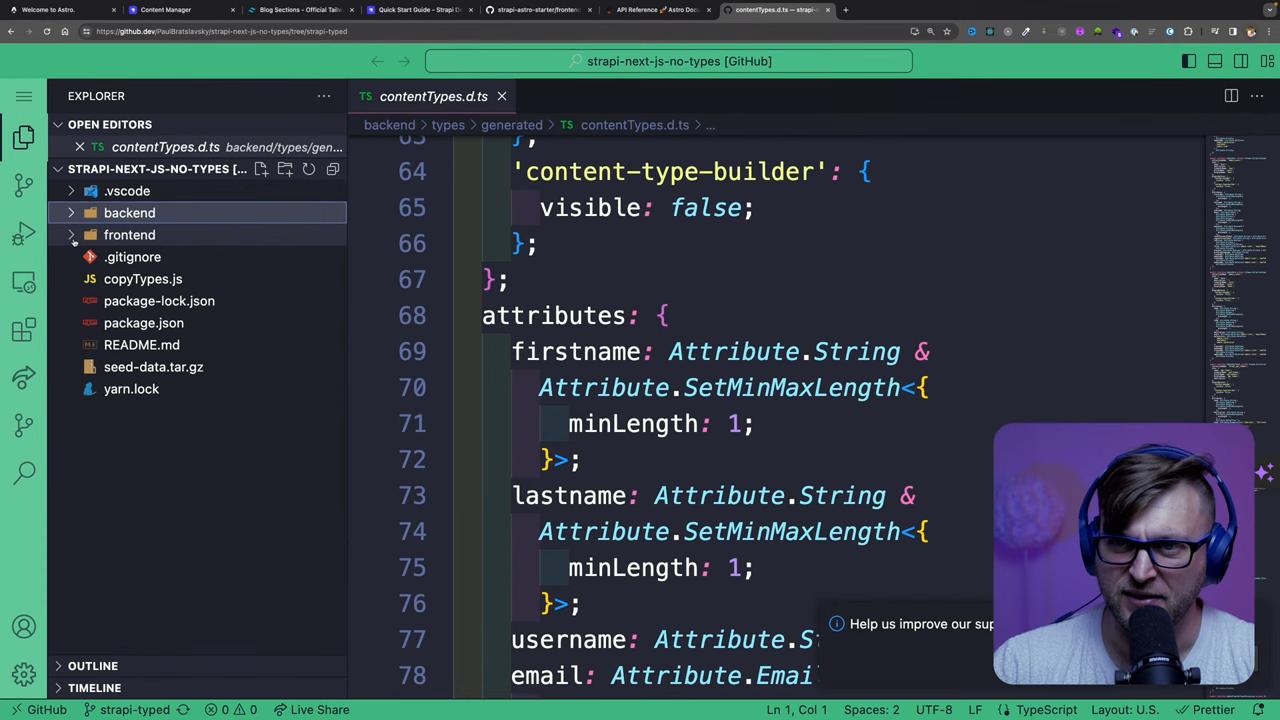 Welcome to Astro.
Content Manager
Blog Sections – Official Tailw
Quick Start Guide - Strapi De
strapi-astro-starter/fronten
API Reference 🚀 Astro Docu
contentTypes.d.ts — strapi-n
https://github.dev/PaulBratslavsky/strapi-next-js-no-types/tree/strapi-typed
strapi-next-js-no-types [GitHub]
EXPLORER
OPEN EDITORS
contentTypes.d.ts backend/types/gen...
STRAPI-NEXT-JS-NO-TYPES [...
.vscode
backend
frontend
.gitignore
copyTypes.js
package-lock.json
package.json
README.md
seed-data.tar.gz
yarn.lock
OUTLINE
TIMELINE
TS contentTypes.d.ts
backend > types > generated > TS contentTypes.d.ts > ...
63 };
64 'content-type-builder': {
65 visible: false;
66 };
67 };
68 attributes: {
69 firstname: Attribute.String &
70 Attribute.SetMinMaxLength<{
71 minLength: 1;
72 }>;
73 lastname: Attribute.String &
74 Attribute.SetMinMaxLength<{
75 minLength: 1;
76 }>;
77 username: Attribute.St
78 email: Attribute.Emai
Help us improve our sup
GitHub
strapi-typed
0 0
Live Share
Ln 1, Col 1
Spaces: 2
UTF-8
LF
{} TypeScript
Layout: U.S.
Prettier